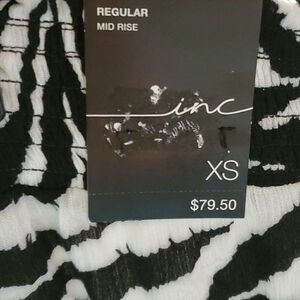 REGULAR
MID RISE
inc
XS
$79.50